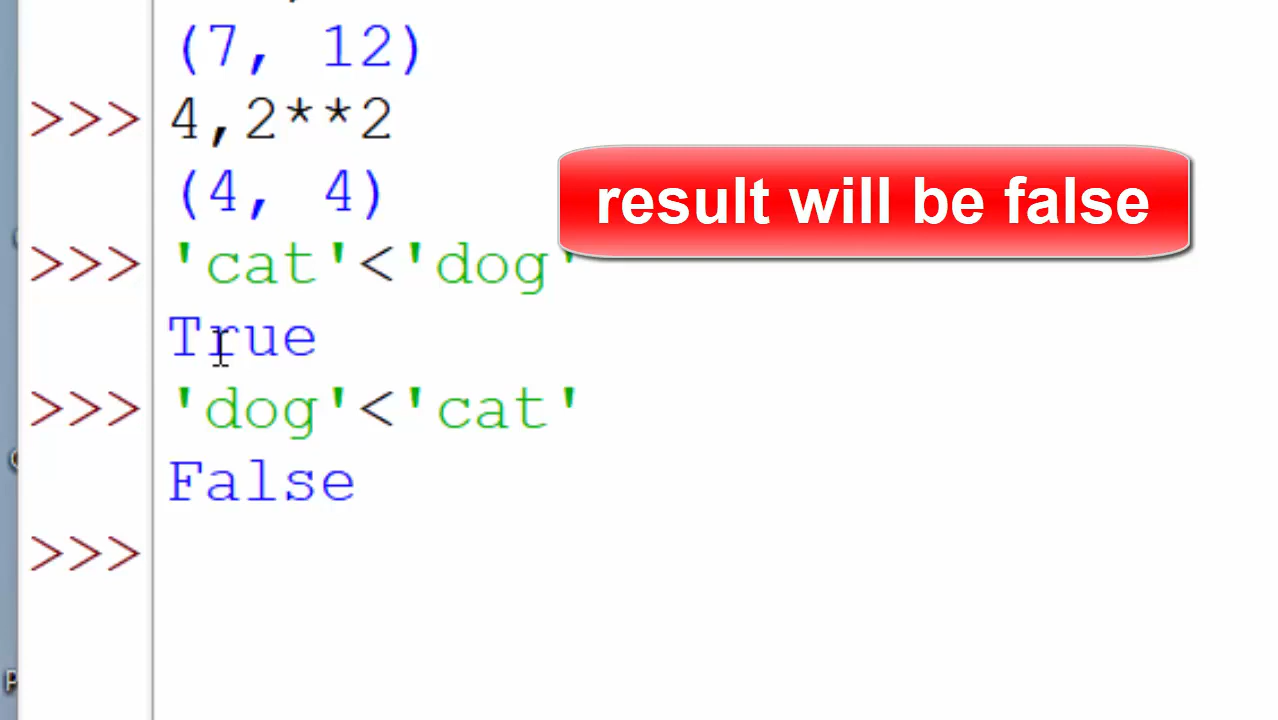 (7, 12)
>>> 4,2**2
(4, 4)
result will be false
>>> 'cat'<'dog'
True
>>> 'dog'<'cat'
False
>>>